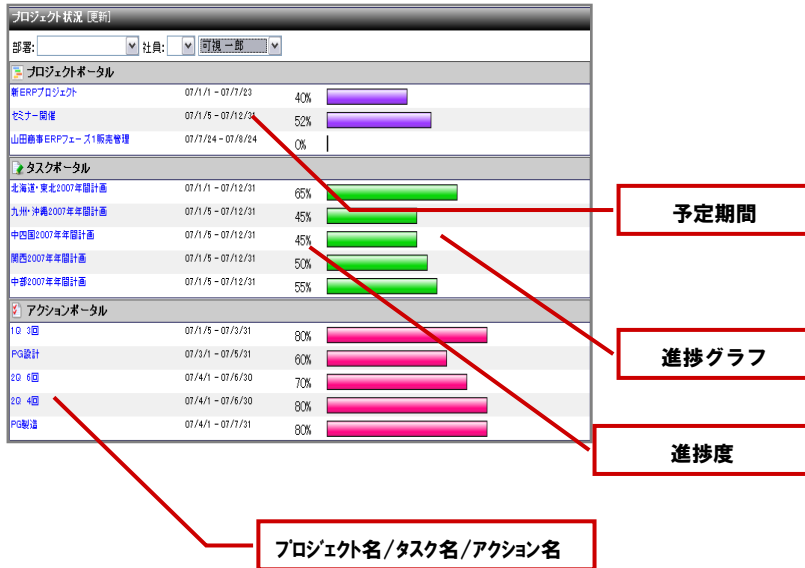 プロジェクト状況 [更新]
部署: 社員: 可視 一郎
プロジェクトポータル
新ERPプロジェクト 07/1/1 - 07/7/23 40%
セミナー開催 07/1/5 - 07/12/31 52%
山田商事ERPフェーズ1販売管理 07/7/24 - 07/8/24 0%
タスクポータル
北海道・東北2007年年間計画 07/1/1 - 07/12/31 65%
九州・沖縄2007年年間計画 07/1/5 - 07/12/31 45%
中四国2007年年間計画 07/1/5 - 07/12/31 45%
関西2007年年間計画 07/1/5 - 07/12/31 50%
中部2007年年間計画 07/1/5 - 07/12/31 55%
アクションポータル
1Q 3回 07/1/5 - 07/3/31 80%
PG設計 07/3/1 - 07/5/31 60%
2Q 6回 07/4/1 - 07/6/30 70%
2Q 4回 07/4/1 - 07/6/30 80%
PG製造 07/4/1 - 07/7/31 80%
予定期間
進捗グラフ
進捗度
プロジェクト名/タスク名/アクション名